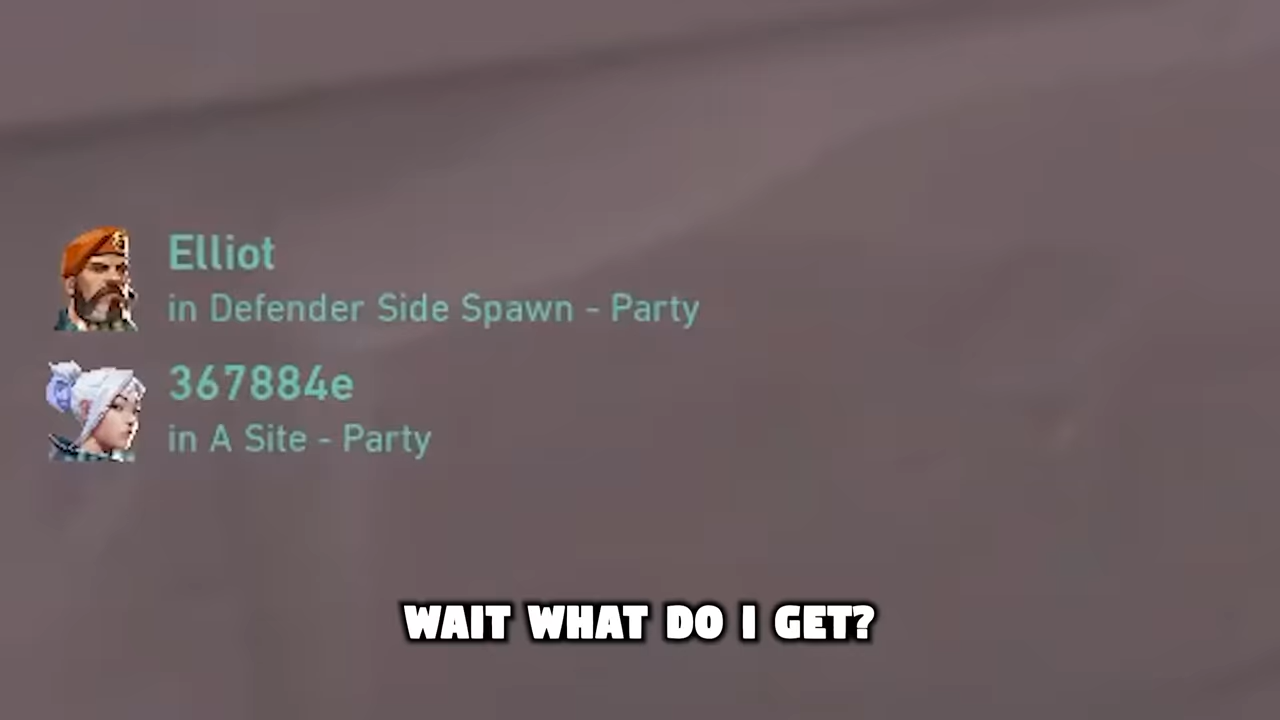 Elliot
in Defender Side Spawn - Party
367884e
in A Site - Party
WAIT WHAT DO I GET?